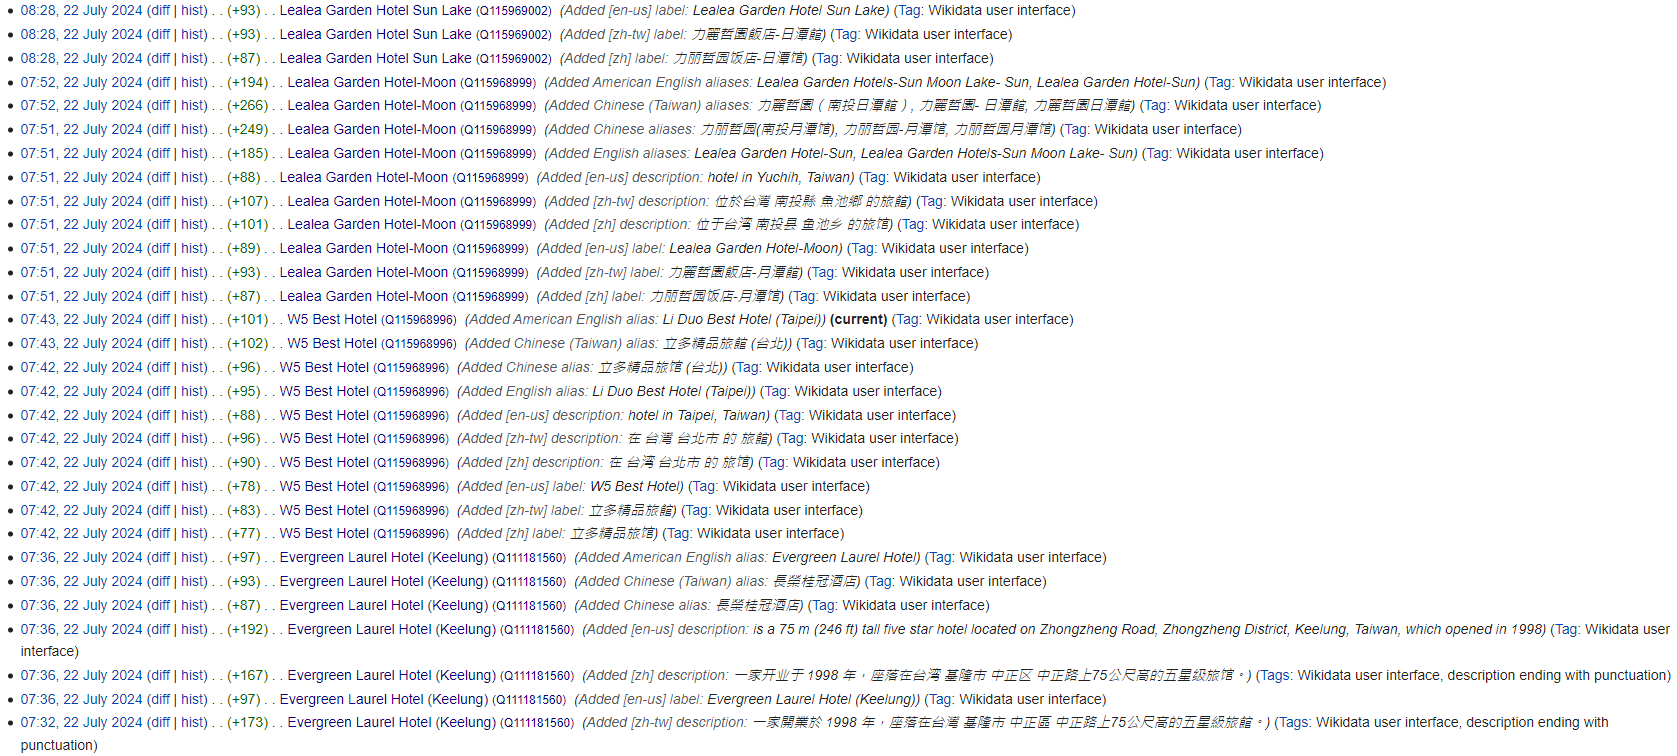 08:28, 22 July 2024 (diff | hist) . . (+93) . . Lealea Garden Hotel Sun Lake (Q115969002) (Added [en-us] label: Lealea Garden Hotel Sun Lake) (Tag: Wikidata user interface)
08:28, 22 July 2024 (diff | hist) . . (+93) . . Lealea Garden Hotel Sun Lake (Q115969002) (Added [zh-tw] label: 力麗哲園飯店-日潭館) (Tag: Wikidata user interface)
08:28, 22 July 2024 (diff | hist) . . (+87) . . Lealea Garden Hotel Sun Lake (Q115969002) (Added [zh] label: 力丽哲园饭店-日潭馆) (Tag: Wikidata user interface)
07:52, 22 July 2024 (diff | hist) . . (+194) . . Lealea Garden Hotel-Moon (Q115968999) (Added American English aliases: Lealea Garden Hotels-Sun Moon Lake- Sun, Lealea Garden Hotel-Sun) (Tag: Wikidata user interface)
07:52, 22 July 2024 (diff | hist) . . (+266) . . Lealea Garden Hotel-Moon (Q115968999) (Added Chinese (Taiwan) aliases: 力麗哲園（南投日潭館）, 力麗哲園- 日潭館, 力麗哲園日潭館) (Tag: Wikidata user interface)
07:51, 22 July 2024 (diff | hist) . . (+249) . . Lealea Garden Hotel-Moon (Q115968999) (Added Chinese aliases: 力丽哲园(南投月潭馆), 力丽哲园-月潭馆, 力丽哲园月潭馆) (Tag: Wikidata user interface)
07:51, 22 July 2024 (diff | hist) . . (+185) . . Lealea Garden Hotel-Moon (Q115968999) (Added English aliases: Lealea Garden Hotel-Sun, Lealea Garden Hotels-Sun Moon Lake- Sun) (Tag: Wikidata user interface)
07:51, 22 July 2024 (diff | hist) . . (+88) . . Lealea Garden Hotel-Moon (Q115968999) (Added [en-us] description: hotel in Yuchih, Taiwan) (Tag: Wikidata user interface)
07:51, 22 July 2024 (diff | hist) . . (+107) . . Lealea Garden Hotel-Moon (Q115968999) (Added [zh-tw] description: 位於台灣 南投縣 魚池鄉 的旅館) (Tag: Wikidata user interface)
07:51, 22 July 2024 (diff | hist) . . (+101) . . Lealea Garden Hotel-Moon (Q115968999) (Added [zh] description: 位于台湾 南投县 鱼池乡 的旅馆) (Tag: Wikidata user interface)
07:51, 22 July 2024 (diff | hist) . . (+89) . . Lealea Garden Hotel-Moon (Q115968999) (Added [en-us] label: Lealea Garden Hotel-Moon) (Tag: Wikidata user interface)
07:51, 22 July 2024 (diff | hist) . . (+93) . . Lealea Garden Hotel-Moon (Q115968999) (Added [zh-tw] label: 力麗哲園飯店-月潭館) (Tag: Wikidata user interface)
07:51, 22 July 2024 (diff | hist) . . (+87) . . Lealea Garden Hotel-Moon (Q115968999) (Added [zh] label: 力丽哲园饭店-月潭馆) (Tag: Wikidata user interface)
07:43, 22 July 2024 (diff | hist) . . (+101) . . W5 Best Hotel (Q115968996) (Added American English alias: Li Duo Best Hotel (Taipei)) (current) (Tag: Wikidata user interface)
07:43, 22 July 2024 (diff | hist) . . (+102) . . W5 Best Hotel (Q115968996) (Added Chinese (Taiwan) alias: 立多精品旅館 (台北)) (Tag: Wikidata user interface)
07:42, 22 July 2024 (diff | hist) . . (+96) . . W5 Best Hotel (Q115968996) (Added Chinese alias: 立多精品旅馆 (台北)) (Tag: Wikidata user interface)
07:42, 22 July 2024 (diff | hist) . . (+95) . . W5 Best Hotel (Q115968996) (Added English alias: Li Duo Best Hotel (Taipei)) (Tag: Wikidata user interface)
07:42, 22 July 2024 (diff | hist) . . (+88) . . W5 Best Hotel (Q115968996) (Added [en-us] description: hotel in Taipei, Taiwan) (Tag: Wikidata user interface)
07:42, 22 July 2024 (diff | hist) . . (+96) . . W5 Best Hotel (Q115968996) (Added [zh-tw] description: 在 台灣 台北市 的 旅館) (Tag: Wikidata user interface)
07:42, 22 July 2024 (diff | hist) . . (+90) . . W5 Best Hotel (Q115968996) (Added [zh] description: 在 台湾 台北市 的 旅馆) (Tag: Wikidata user interface)
07:42, 22 July 2024 (diff | hist) . . (+78) . . W5 Best Hotel (Q115968996) (Added [en-us] label: W5 Best Hotel) (Tag: Wikidata user interface)
07:42, 22 July 2024 (diff | hist) . . (+83) . . W5 Best Hotel (Q115968996) (Added [zh-tw] label: 立多精品旅館) (Tag: Wikidata user interface)
07:42, 22 July 2024 (diff | hist) . . (+77) . . W5 Best Hotel (Q115968996) (Added [zh] label: 立多精品旅馆) (Tag: Wikidata user interface)
07:36, 22 July 2024 (diff | hist) . . (+97) . . Evergreen Laurel Hotel (Keelung) (Q111181560) (Added American English alias: Evergreen Laurel Hotel) (Tag: Wikidata user interface)
07:36, 22 July 2024 (diff | hist) . . (+93) . . Evergreen Laurel Hotel (Keelung) (Q111181560) (Added Chinese (Taiwan) alias: 長榮桂冠酒店) (Tag: Wikidata user interface)
07:36, 22 July 2024 (diff | hist) . . (+87) . . Evergreen Laurel Hotel (Keelung) (Q111181560) (Added Chinese alias: 長榮桂冠酒店) (Tag: Wikidata user interface)
07:36, 22 July 2024 (diff | hist) . . (+192) . . Evergreen Laurel Hotel (Keelung) (Q111181560) (Added [en-us] description: is a 75 m (246 ft) tall five star hotel located on Zhongzheng Road, Zhongzheng District, Keelung, Taiwan, which opened in 1998) (Tag: Wikidata user
interface)
07:36, 22 July 2024 (diff | hist) . . (+167) . . Evergreen Laurel Hotel (Keelung) (Q111181560) (Added [zh] description: 一家开业于 1998 年，座落在台湾 基隆市 中正区 中正路上75公尺高的五星级旅馆。) (Tags: Wikidata user interface, description ending with punctuation)
07:36, 22 July 2024 (diff | hist) . . (+97) . . Evergreen Laurel Hotel (Keelung) (Q111181560) (Added [en-us] label: Evergreen Laurel Hotel (Keelung)) (Tag: Wikidata user interface)
07:32, 22 July 2024 (diff | hist) . . (+173) . . Evergreen Laurel Hotel (Keelung) (Q111181560) (Added [zh-tw] description: 一家開業於 1998 年，座落在台灣 基隆市 中正區 中正路上75公尺高的五星級旅館。) (Tags: Wikidata user interface, description ending with
punctuation)